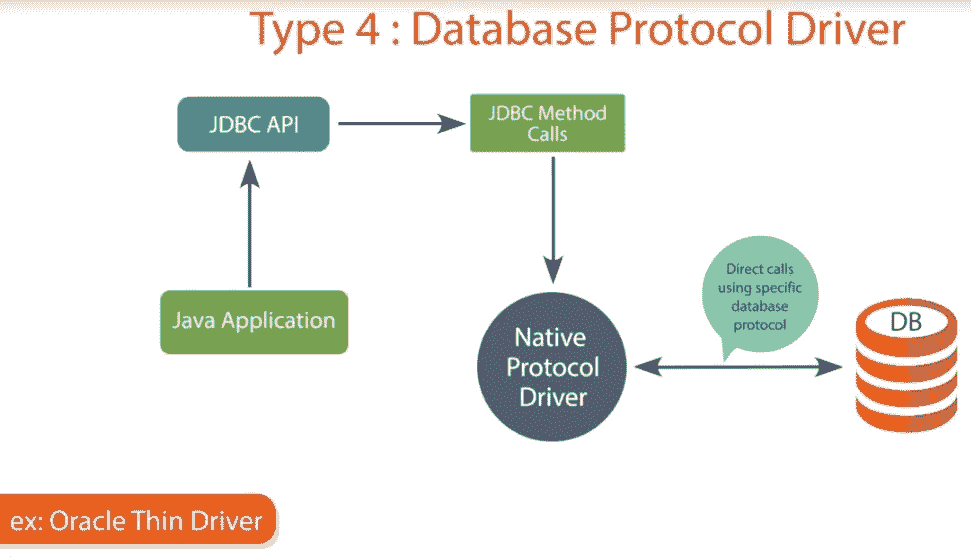 Type 4 : Database Protocol Driver
JDBC API
JDBC Method
Calls
Java Application
Native
Protocol
Driver
Direct calls
using specific
database
protocol
DB
ex: Oracle Thin Driver